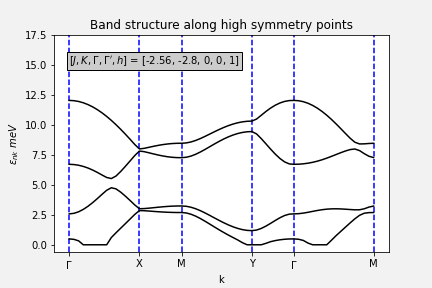 Band structure along high symmetry points
[J, K, Γ, Γ′, h] = [-2.56, -2.8, 0, 0, 1]
17.5
15.0
12.5
10.0
7.5
5.0
2.5
0.0
ε_nk meV
Γ X M Y Γ M
k